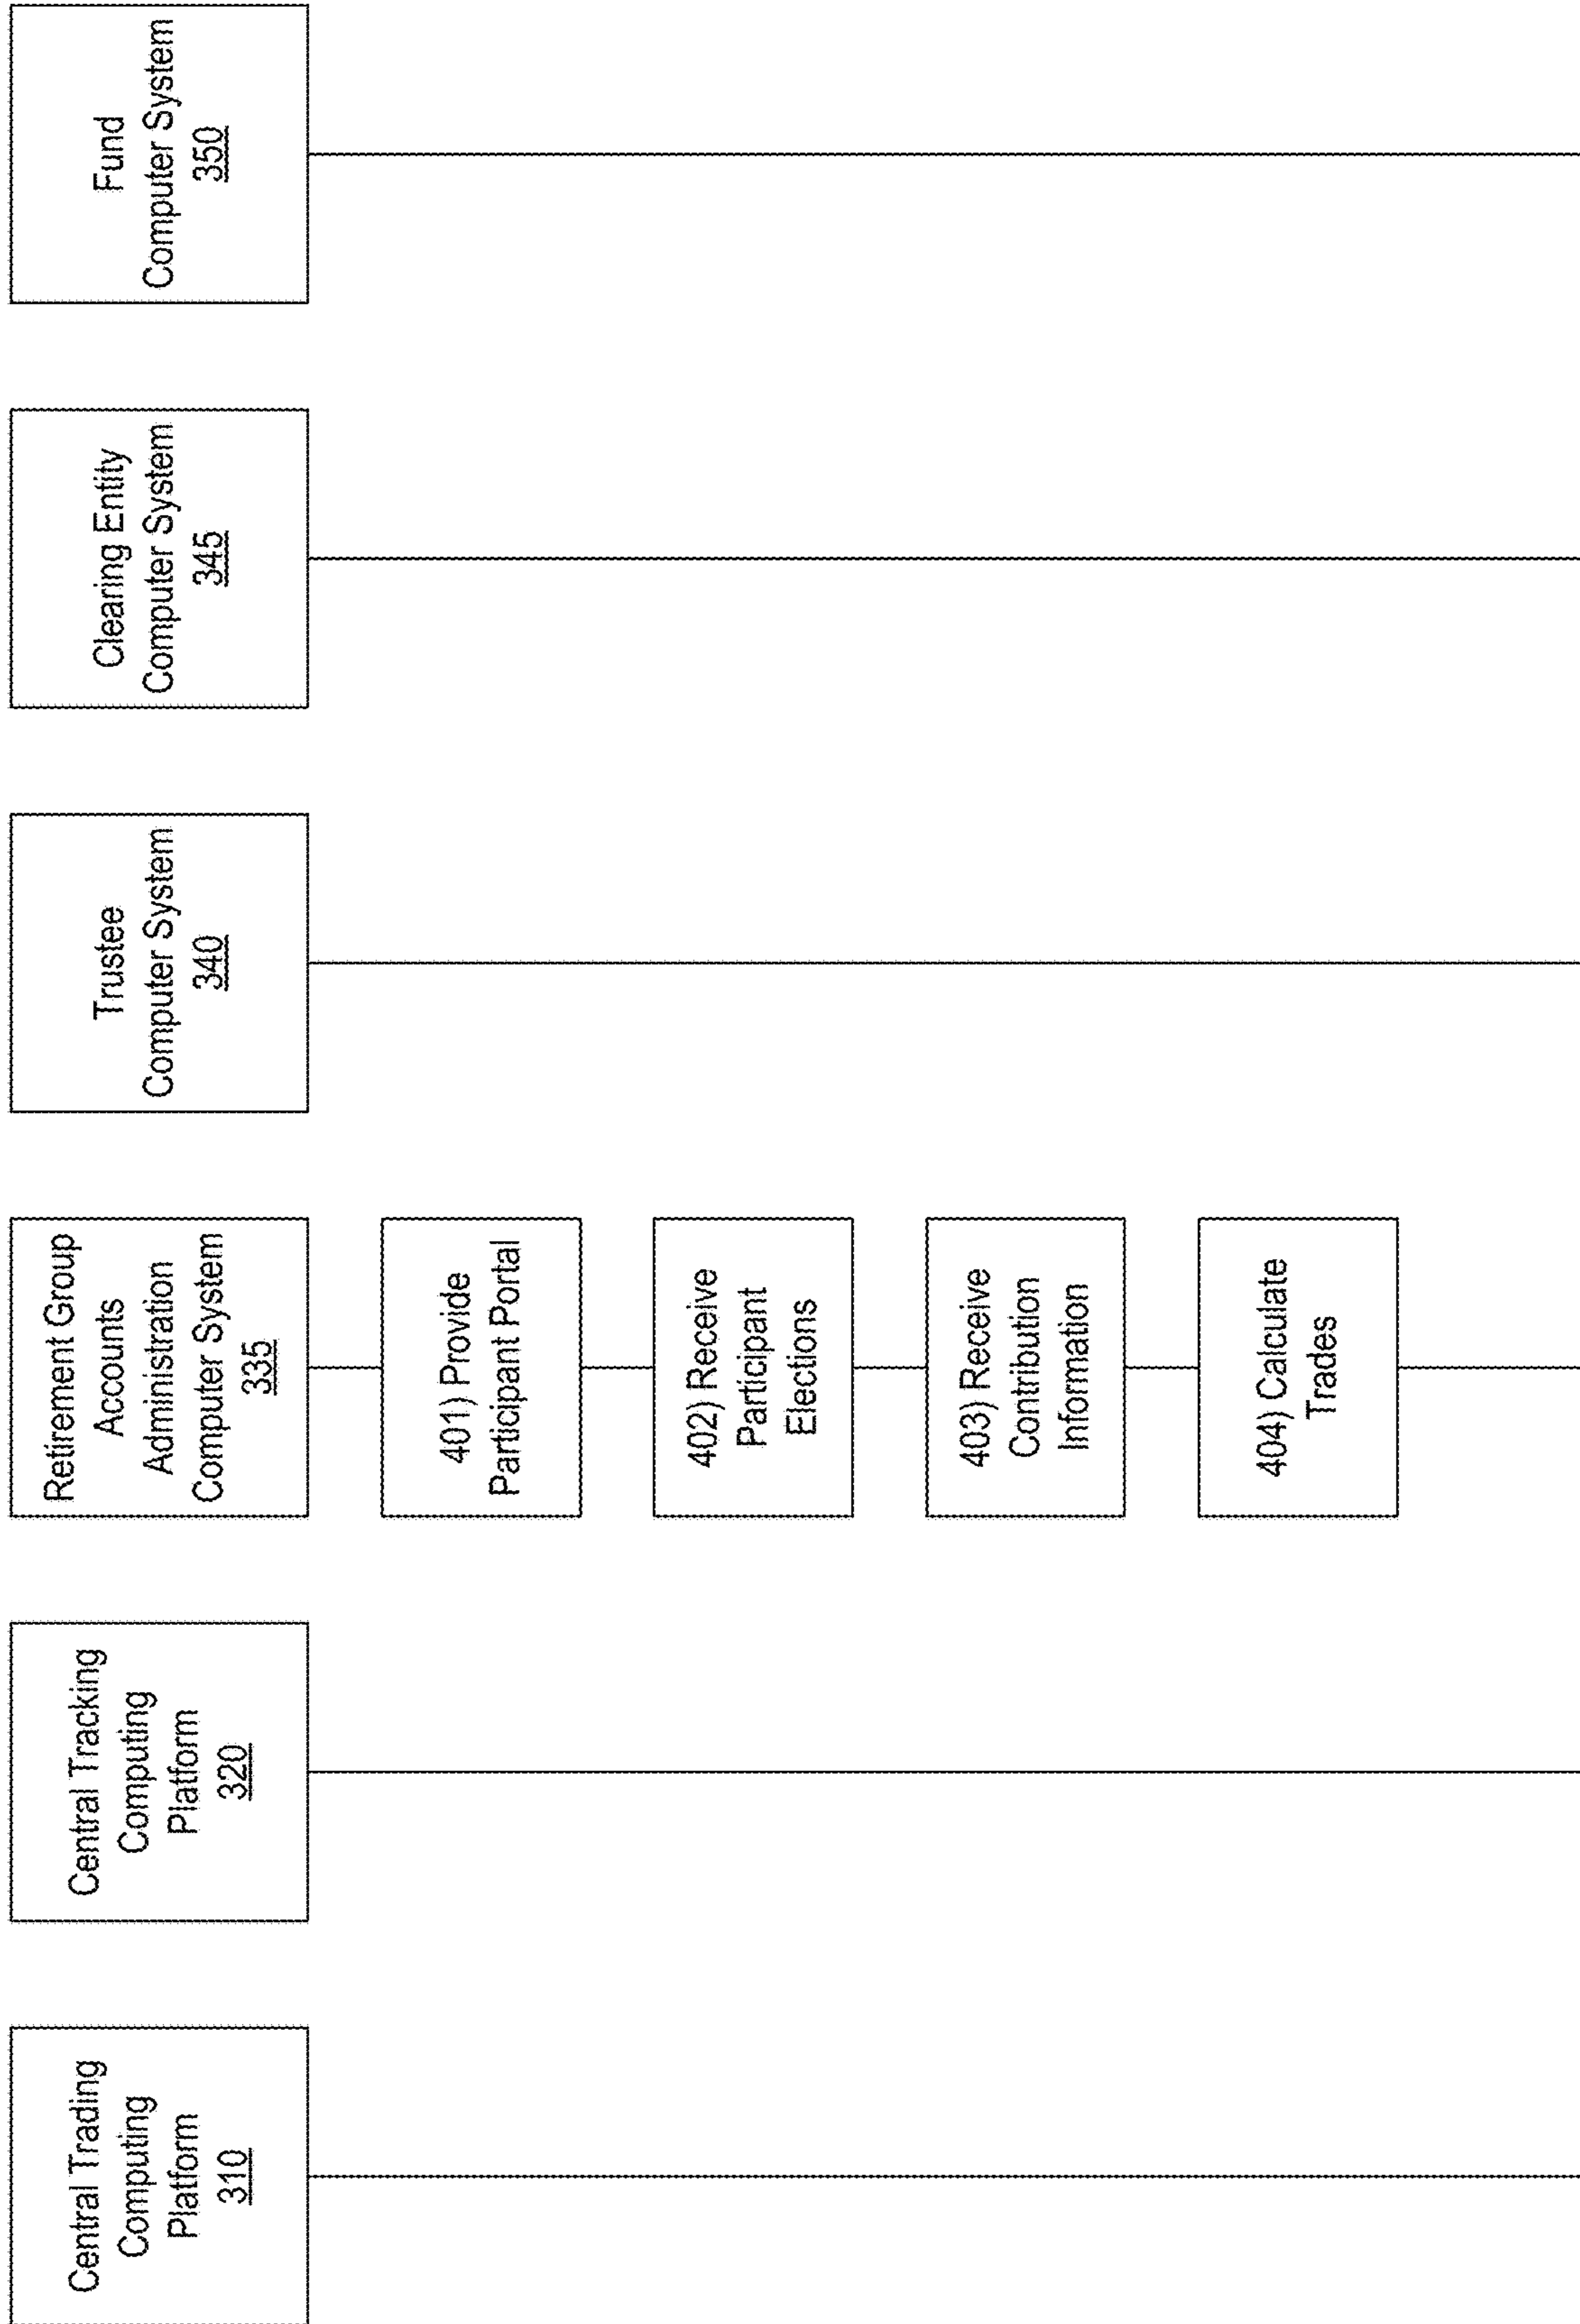 Central Trading
Computing
Platform
310
Central Tracking
Computing
Platform
320
Retirement Group
Accounts
Administration
Computer System
335
Trustee
Computer System
340
Clearing Entity
Computer System
345
Fund
Computer System
350
401) Provide
Participant Portal
402) Receive
Participant
Elections
403) Receive
Contribution
Information
404) Calculate
Trades